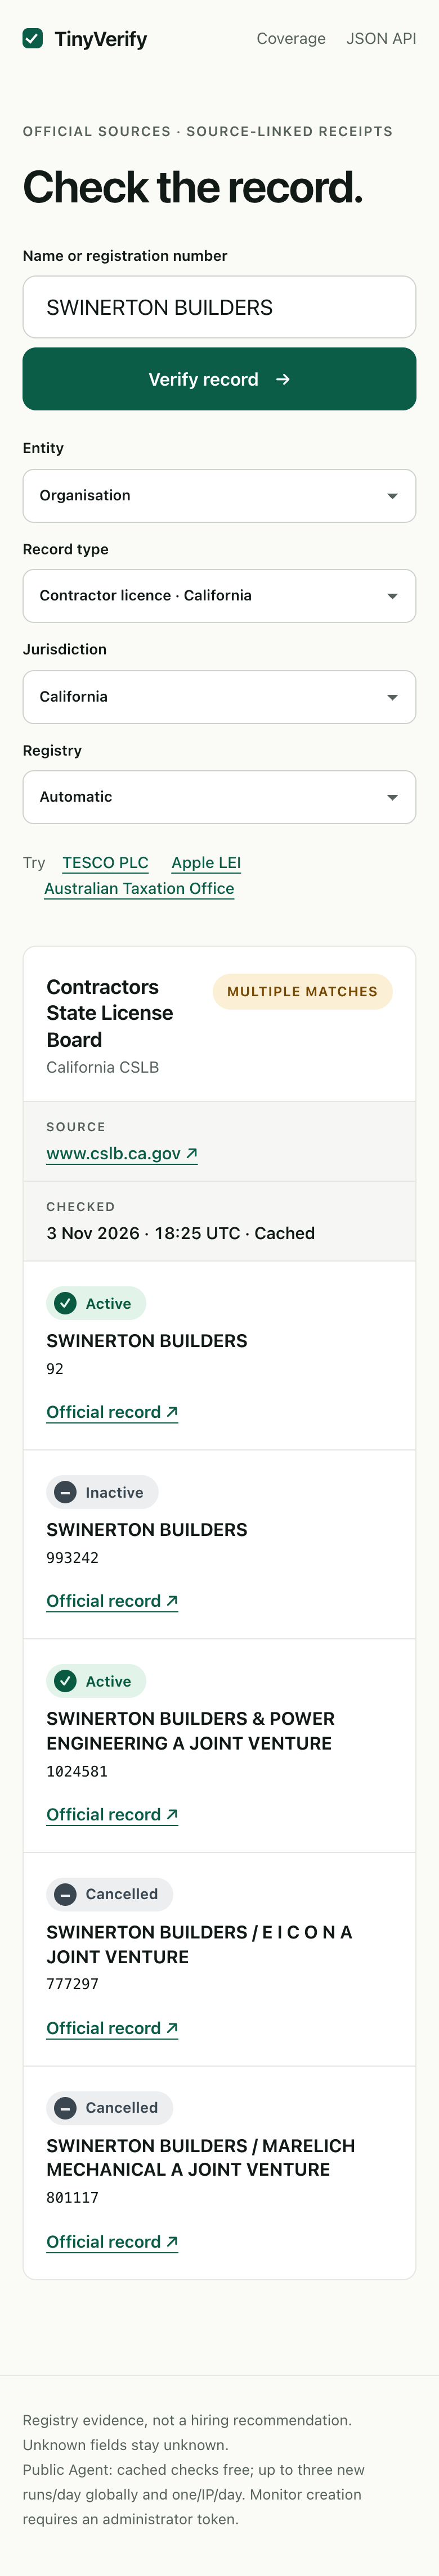 TinyVerify
Coverage JSON API
OFFICIAL SOURCES · SOURCE-LINKED RECEIPTS
Check the record.
Name or registration number
SWINERTON BUILDERS
Verify record →
Entity
Organisation
Record type
Contractor licence · California
Jurisdiction
California
Registry
Automatic
Try TESCO PLC Apple LEI
Australian Taxation Office
Contractors
State License
Board
MULTIPLE MATCHES
California CSLB
SOURCE
www.cslb.ca.gov ↗
CHECKED
3 Nov 2026 · 18:25 UTC · Cached
Active
SWINERTON BUILDERS
92
Official record ↗
Inactive
SWINERTON BUILDERS
993242
Official record ↗
Active
SWINERTON BUILDERS & POWER
ENGINEERING A JOINT VENTURE
1024581
Official record ↗
Cancelled
SWINERTON BUILDERS / E I C O N A
JOINT VENTURE
777297
Official record ↗
Cancelled
SWINERTON BUILDERS / MARELICH
MECHANICAL A JOINT VENTURE
801117
Official record ↗
Registry evidence, not a hiring recommendation.
Unknown fields stay unknown.
Public Agent: cached checks free; up to three new
runs/day globally and one/IP/day. Monitor creation
requires an administrator token.